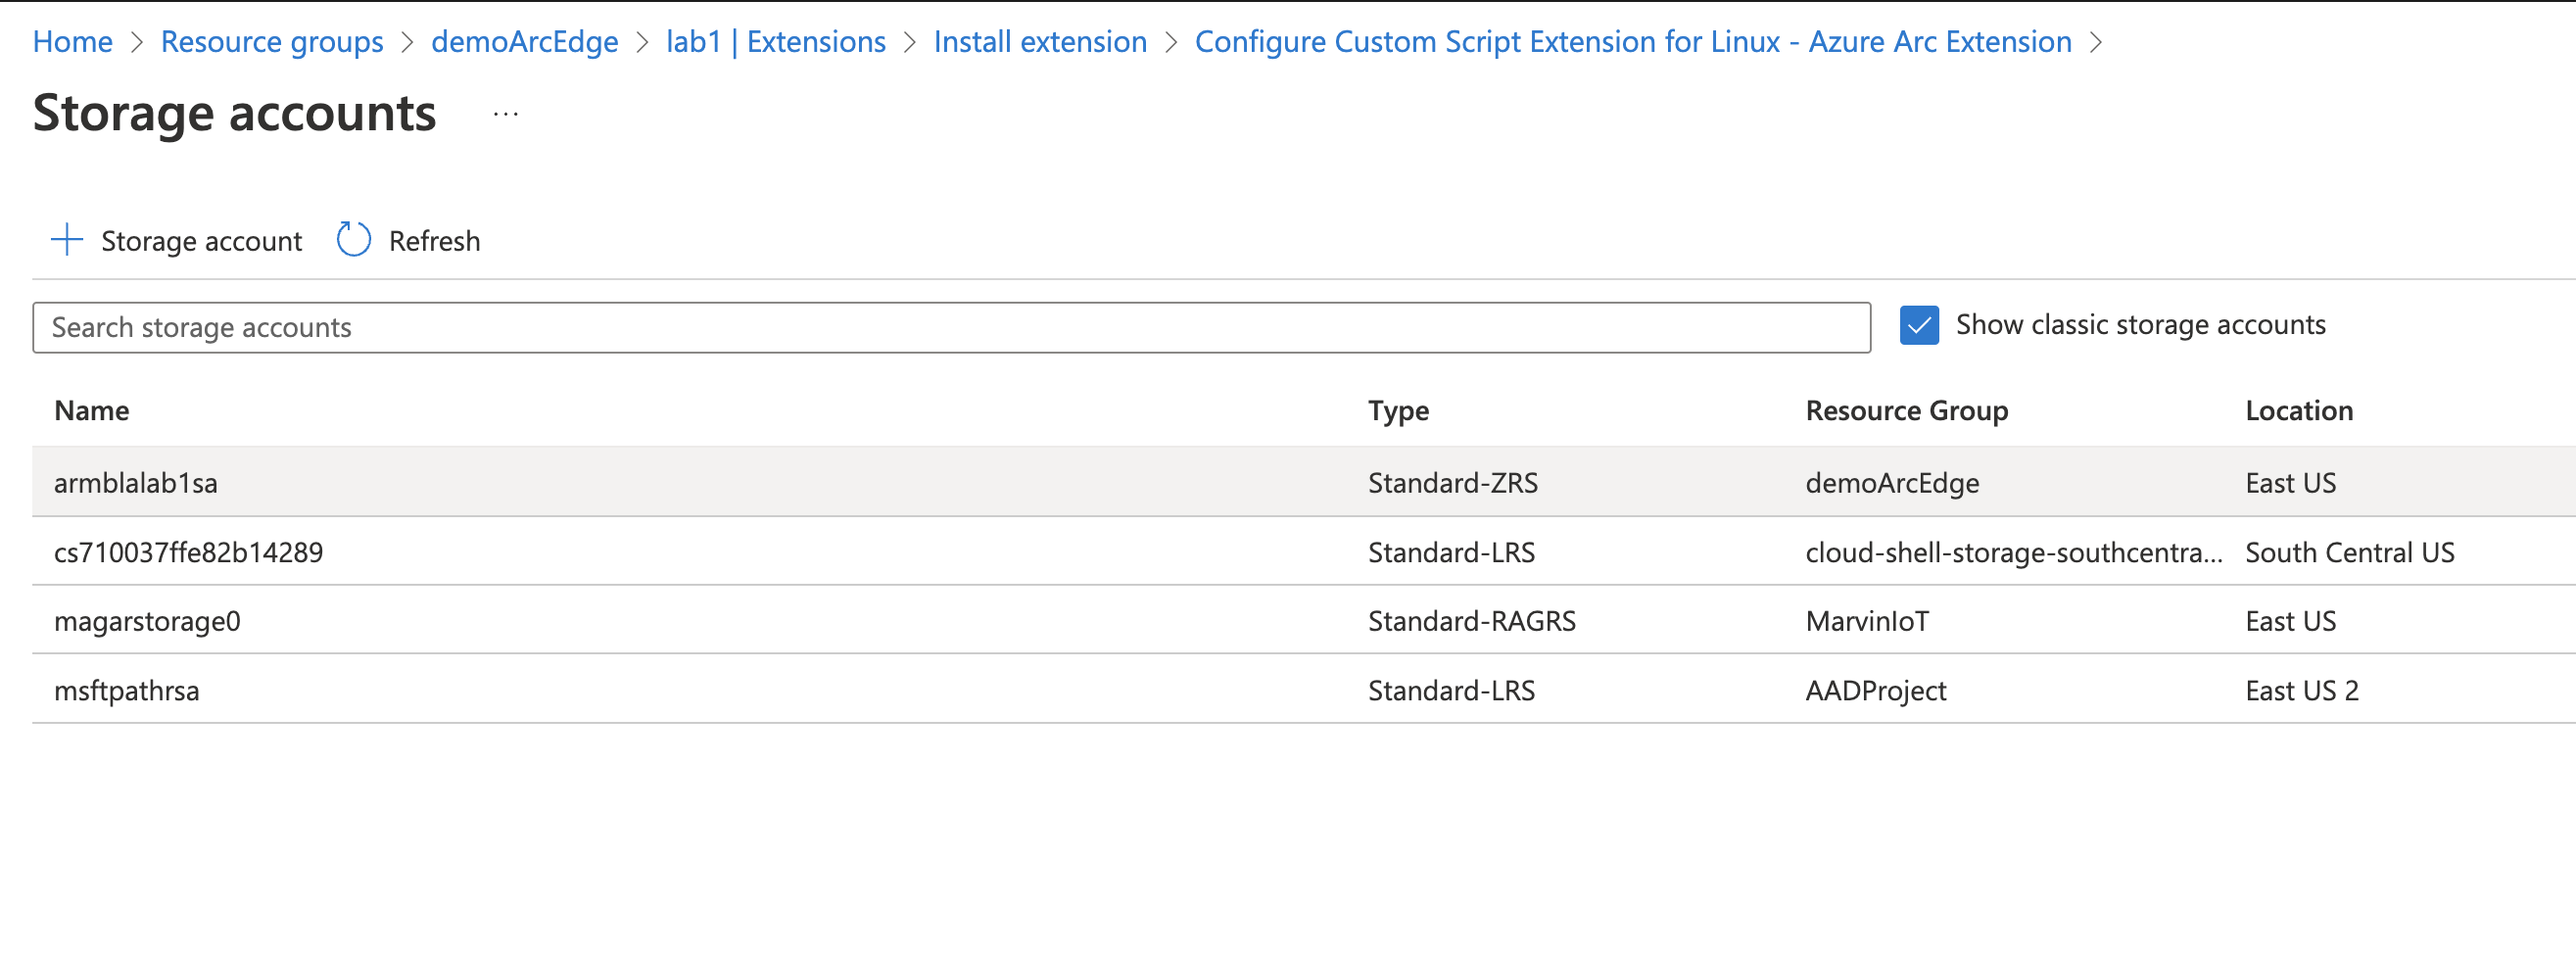 Home > Resource groups > demoArcEdge > lab1 | Extensions > Install extension > Configure Custom Script Extension for Linux - Azure Arc Extension >
Storage accounts ...
+ Storage account Refresh
Search storage accounts Show classic storage accounts
Name Type Resource Group Location
armblalab1sa Standard-ZRS demoArcEdge East US
cs710037ffe82b14289 Standard-LRS cloud-shell-storage-southcentra... South Central US
magarstorage0 Standard-RAGRS MarvinIoT East US
msftpathrsa Standard-LRS AADProject East US 2